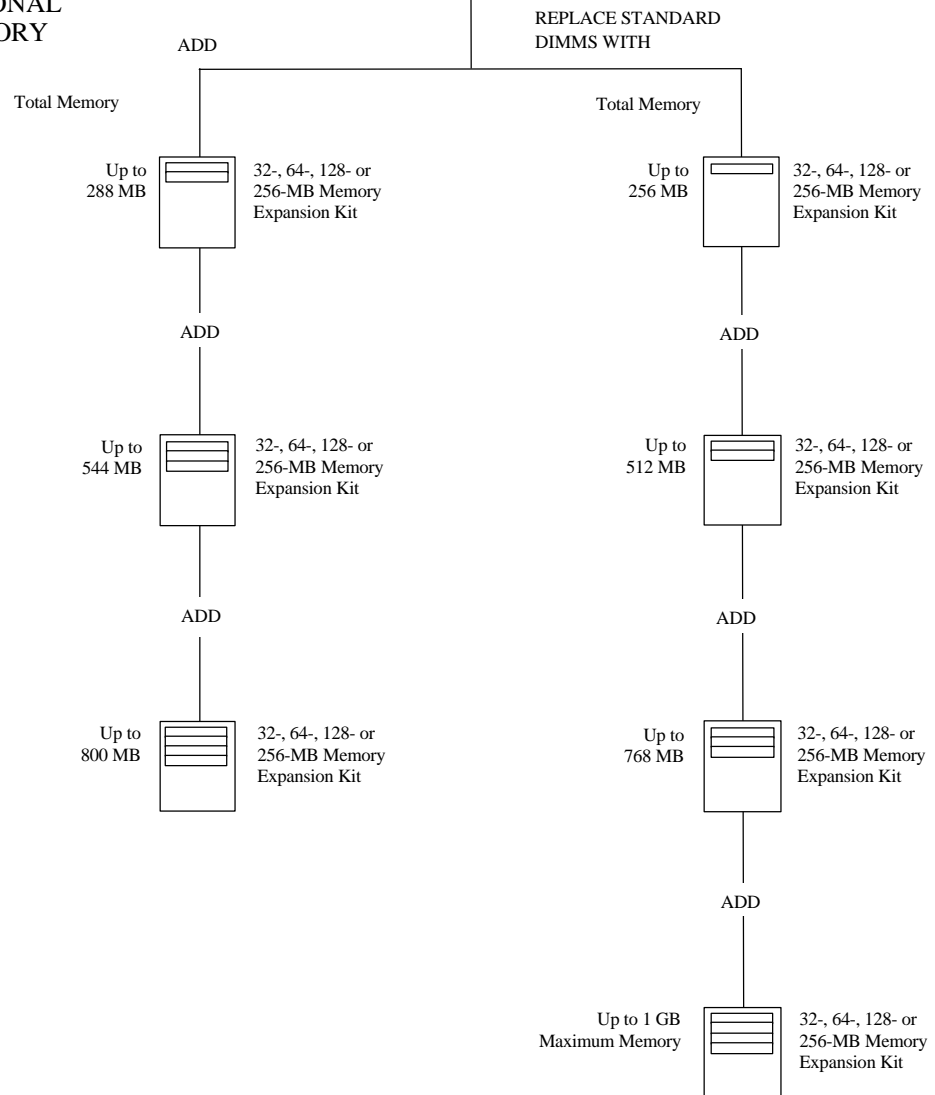 ONAL
ORY
ADD
REPLACE STANDARD
DIMMS WITH
Total Memory
Total Memory
Up to
288 MB
32-, 64-, 128- or
256-MB Memory
Expansion Kit
Up to
256 MB
32-, 64-, 128- or
256-MB Memory
Expansion Kit
ADD
ADD
Up to
544 MB
32-, 64-, 128- or
256-MB Memory
Expansion Kit
Up to
512 MB
32-, 64-, 128- or
256-MB Memory
Expansion Kit
ADD
ADD
Up to
800 MB
32-, 64-, 128- or
256-MB Memory
Expansion Kit
Up to
768 MB
32-, 64-, 128- or
256-MB Memory
Expansion Kit
ADD
Up to 1 GB
Maximum Memory
32-, 64-, 128- or
256-MB Memory
Expansion Kit